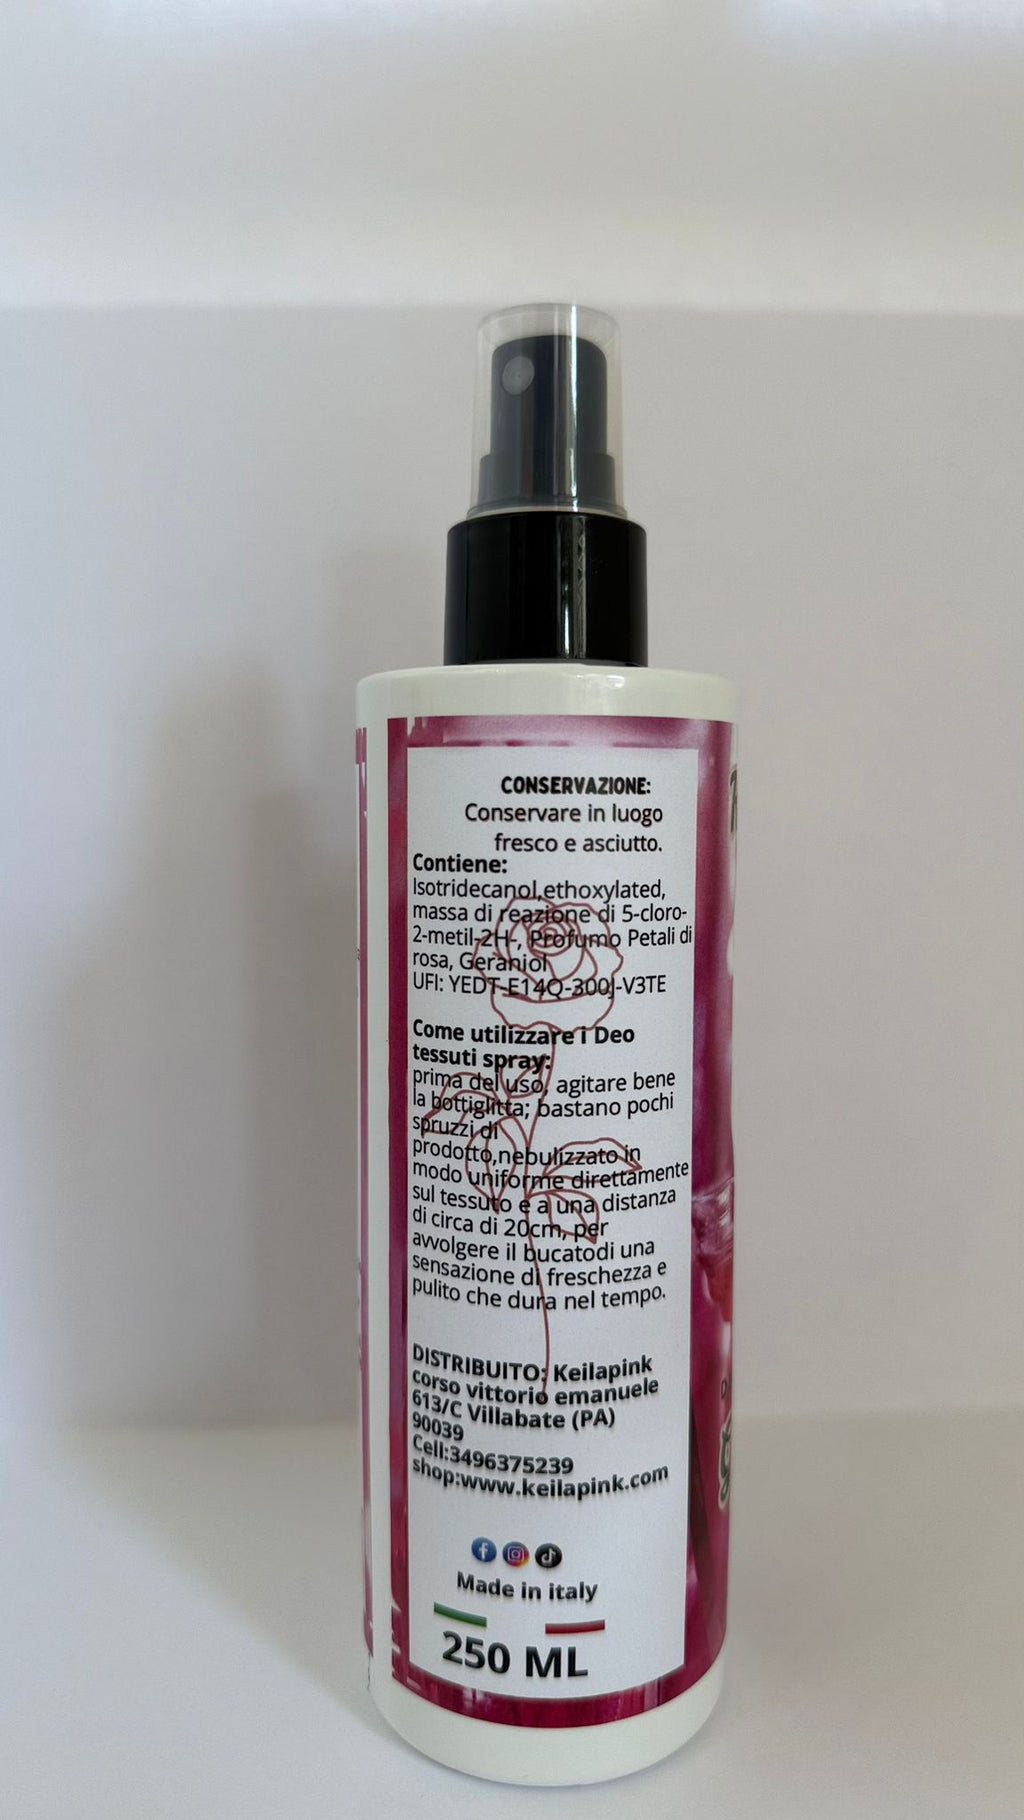 CONSERVAZIONE:
Conservare in luogo
fresco e asciutto.
Contiene:
Isotridecanol,ethoxylated,
massa di reazione di 5-cloro-
2-metil-2H-, Profumo Petali di
rosa, Geraniol
UFI: YEDT-E14Q-300J-V3TE
Come utilizzare i Deo
tessuti spray:
prima del uso, agitare bene
la bottiglitta; bastano pochi
spruzzi di
prodotto,nebulizzato in
modo uniforme direttamente
sul tessuto e a una distanza
di circa di 20cm, per
avvolgere il bucatodi una
sensazione di freschezza e
pulito che dura nel tempo.
DISTRIBUITO: Keilapink
corso vittorio emanuele
613/C Villabate (PA)
90039
Cell:3496375239
shop:www.keilapink.com
Made in italy
250 ML